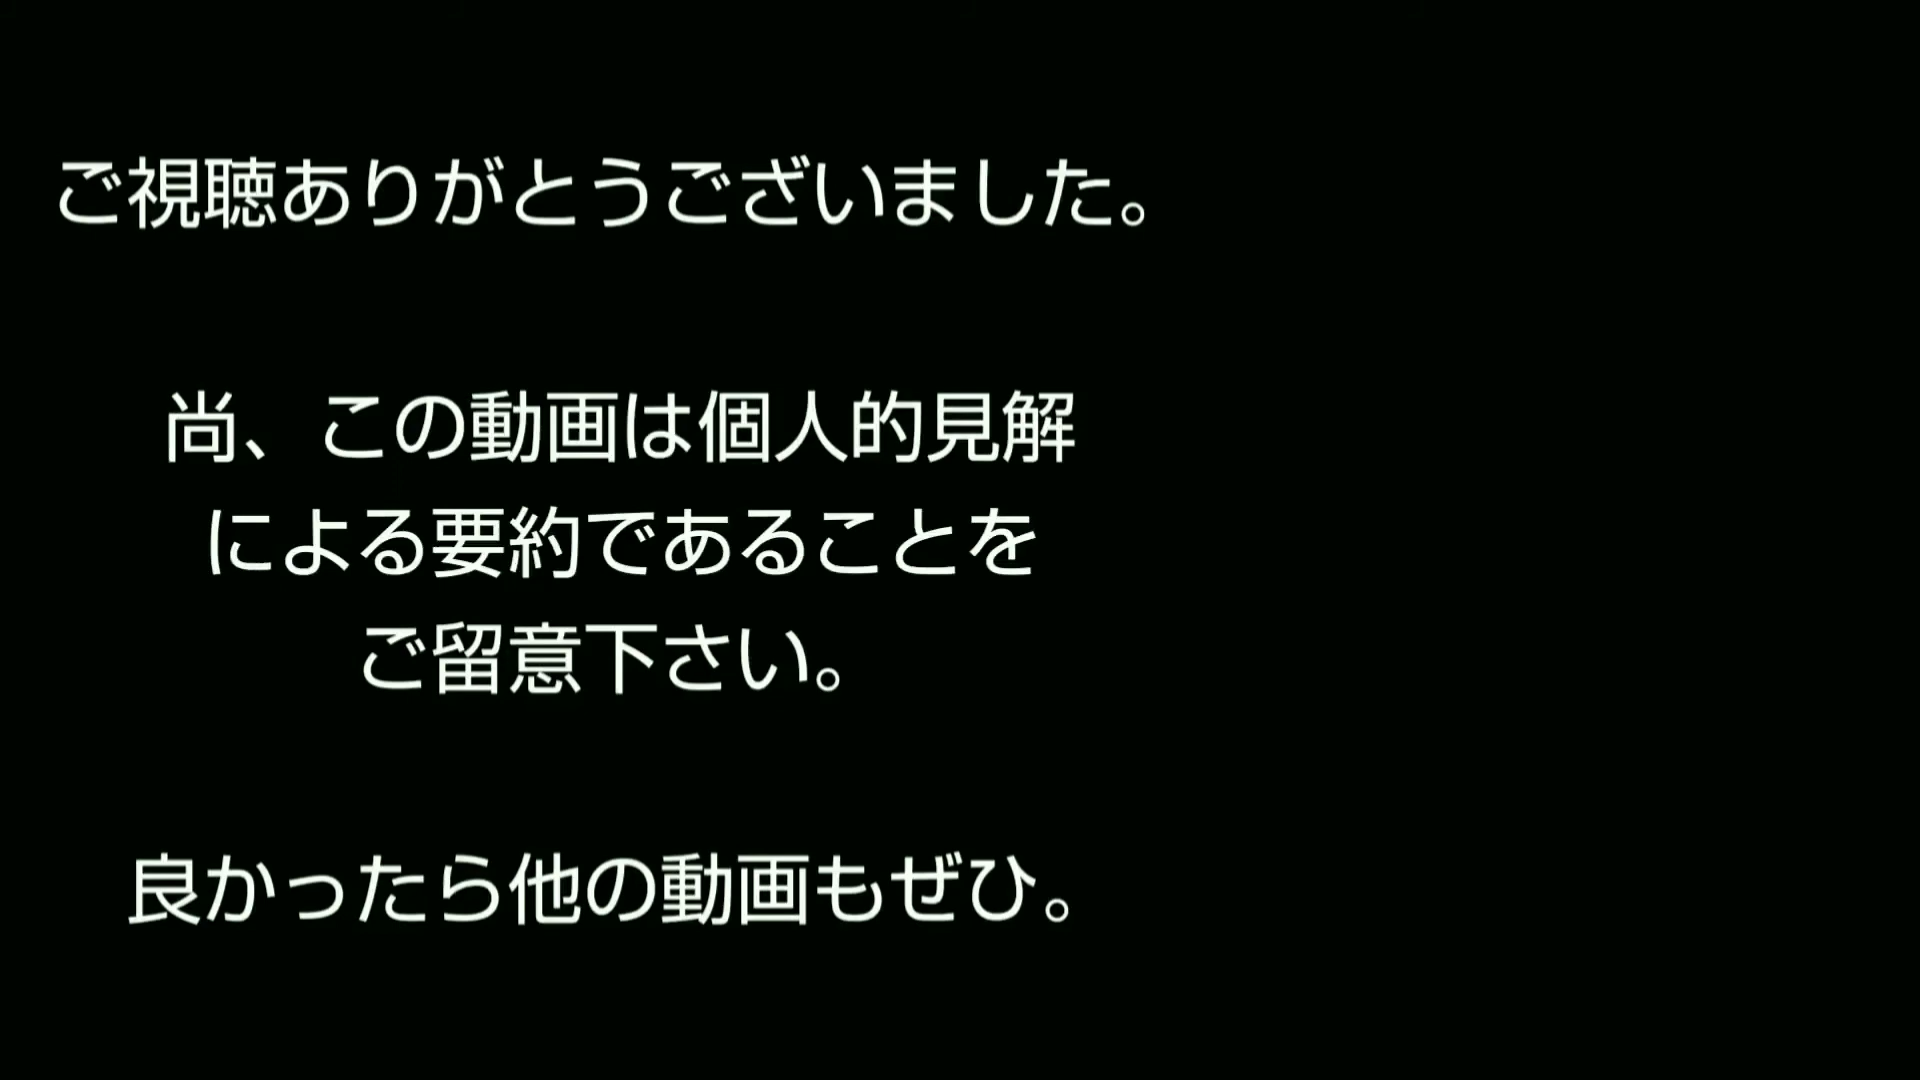 ご視聴ありがとうございました。
尚、この動画は個人的見解
による要約であることを
ご留意下さい。
良かったら他の動画もぜひ。